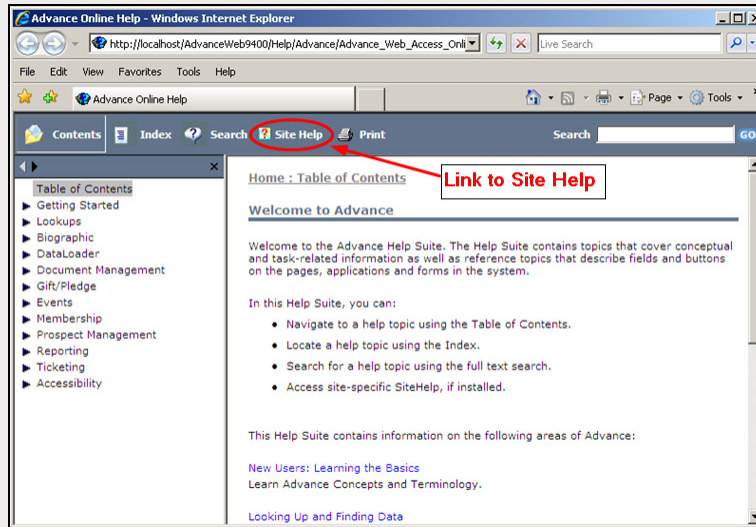 Advance Online Help - Windows Internet Explorer
http://localhost/AdvanceWeb9400/Help/Advance/Advance_Web_Access_Onli
Live Search
File Edit View Favorites Tools Help
Advance Online Help
Page Tools
Contents Index Search Site Help Print Search GO
Link to Site Help
Table of Contents
Getting Started
Lookups
Biographic
DataLoader
Document Management
Gift/Pledge
Events
Membership
Prospect Management
Reporting
Ticketing
Accessibility
Home : Table of Contents
Welcome to Advance
Welcome to the Advance Help Suite. The Help Suite contains topics that cover conceptual
and task-related information as well as reference topics that describe fields and buttons
on the pages, applications and forms in the system.
In this Help Suite, you can:
• Navigate to a help topic using the Table of Contents.
• Locate a help topic using the Index.
• Search for a help topic using the full text search.
• Access site-specific SiteHelp, if installed.
This Help Suite contains information on the following areas of Advance:
New Users: Learning the Basics
Learn Advance Concepts and Terminology.
Looking Up and Finding Data